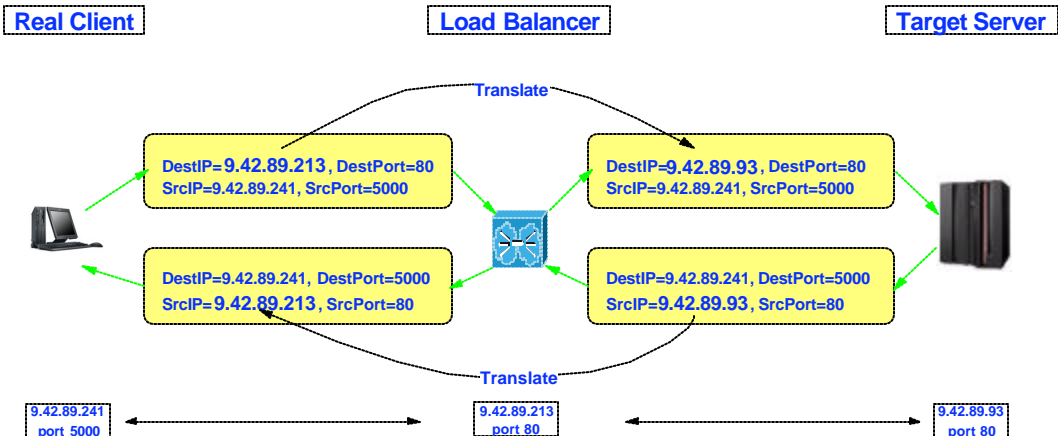 Real Client
Load Balancer
Target Server
Translate
DestIP=9.42.89.213, DestPort=80
SrcIP=9.42.89.241, SrcPort=5000
DestIP=9.42.89.93, DestPort=80
SrcIP=9.42.89.241, SrcPort=5000
DestIP=9.42.89.241, DestPort=5000
SrcIP=9.42.89.213, SrcPort=80
DestIP=9.42.89.241, DestPort=5000
SrcIP=9.42.89.93, SrcPort=80
Translate
9.42.89.241
port 5000
9.42.89.213
port 80
9.42.89.93
port 80